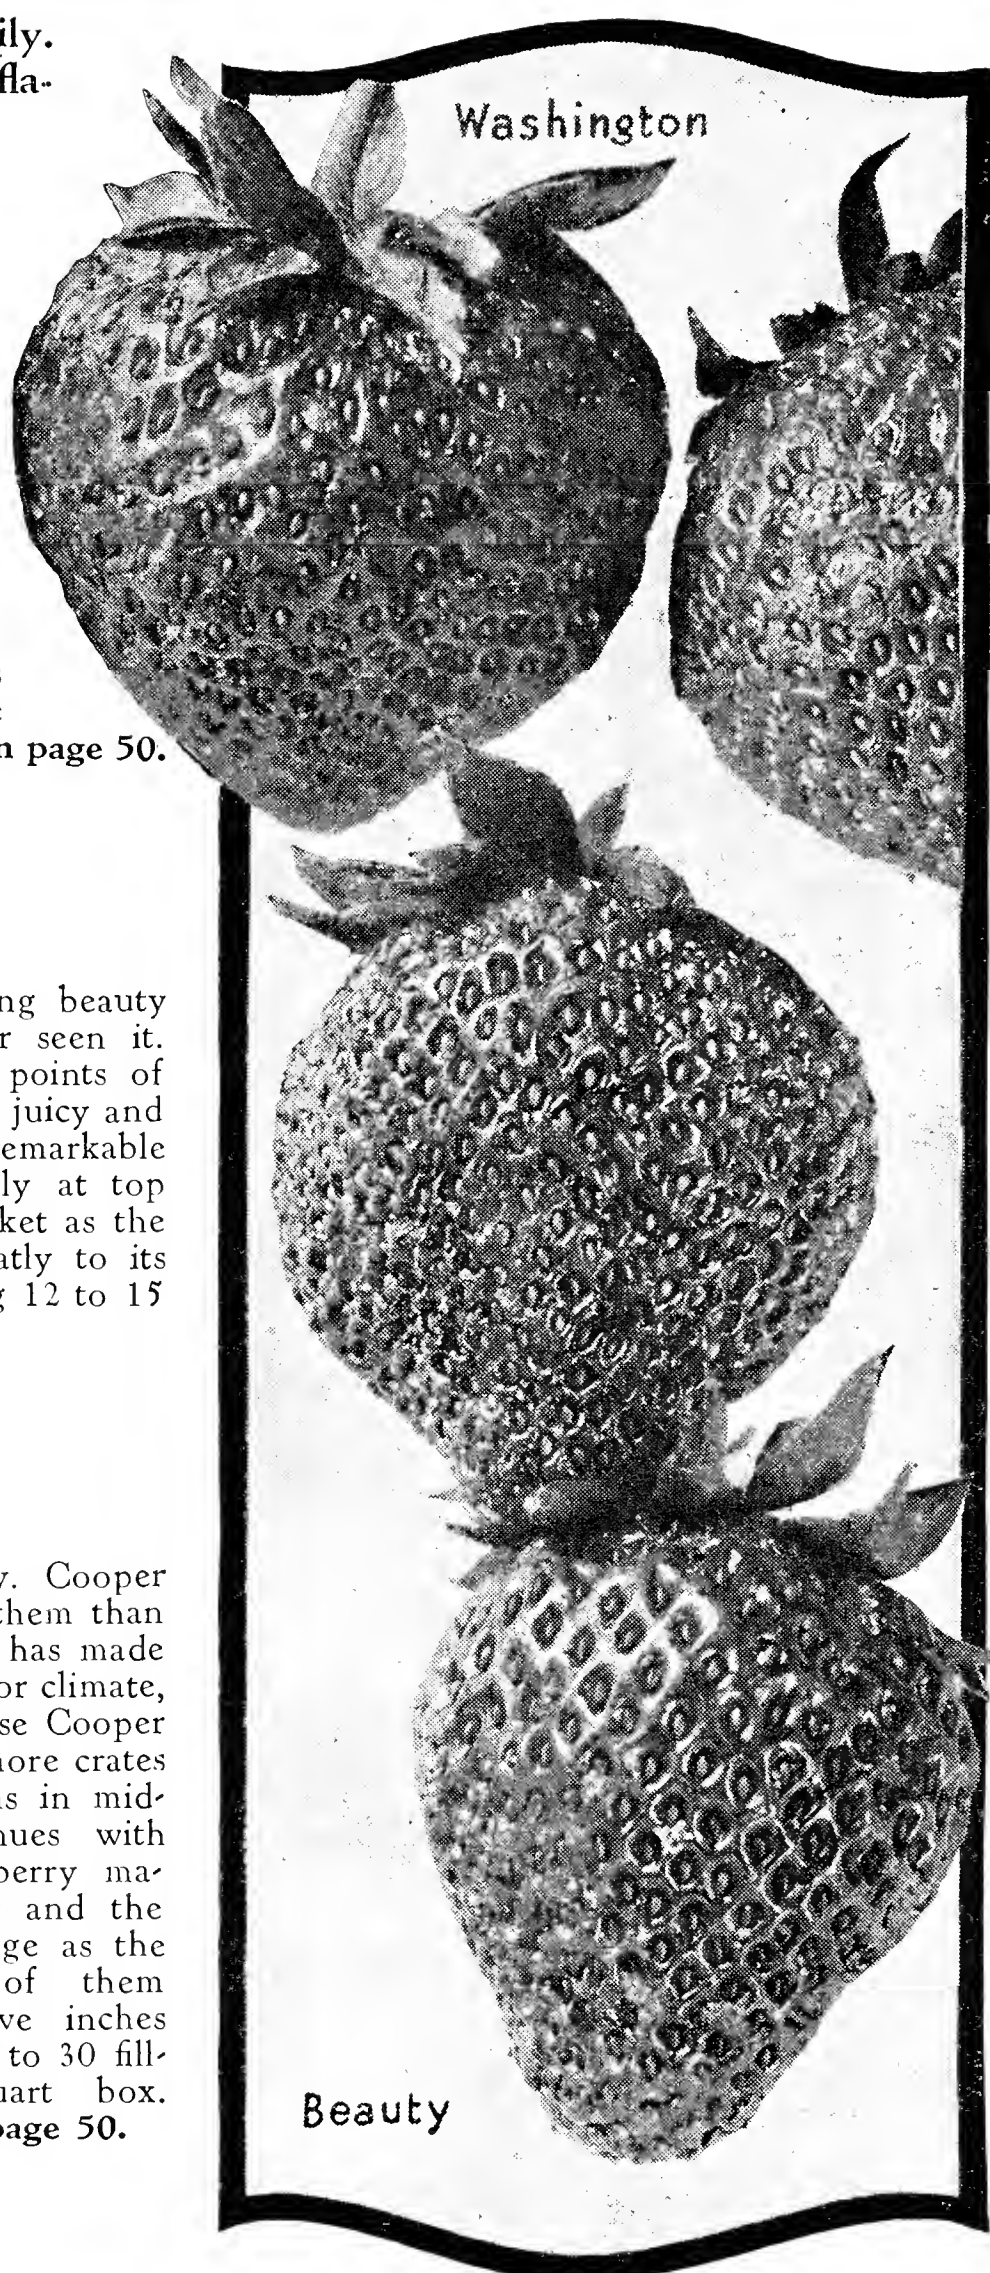 ily.
fla-
Washington
n page 50.
ng beauty
r seen it.
points of
juicy and
emarkable
ly at top
ket as the
atly to its
g 12 to 15
y. Cooper
them than
has made
or climate,
se Cooper
nore crates
ns in mid-
nues with
berry ma-
and the
ge as the
of them
ve inches
to 30 fill-
uart box.
page 50.
Beauty